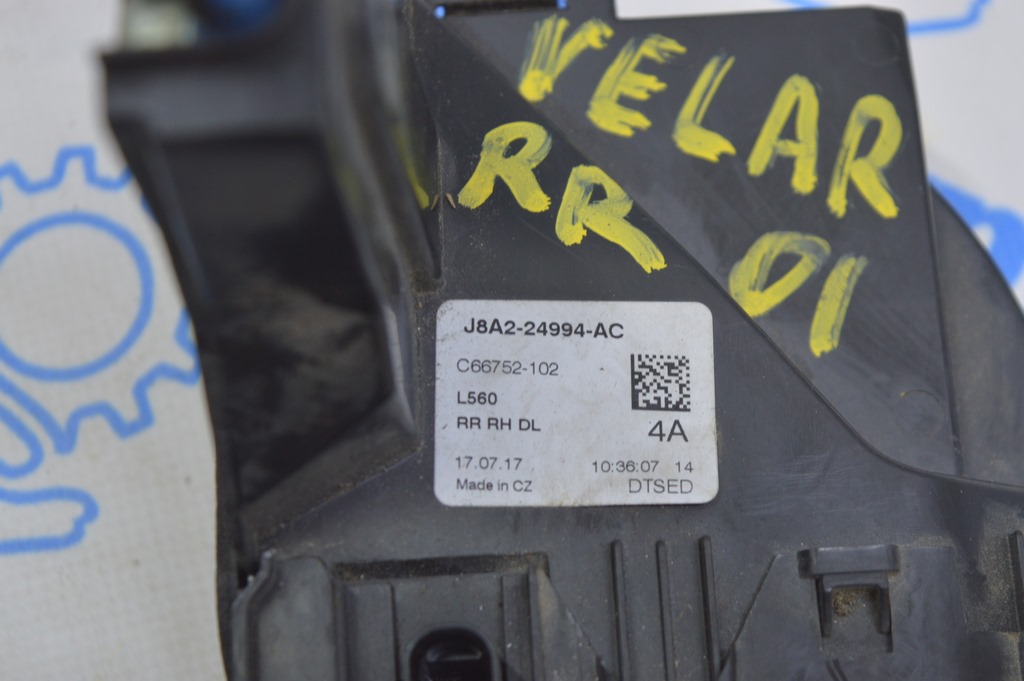 VELAR
RR
01
J8A2-24994-AC
C66752-102
L560
RR RH DL
4A
17.07.17 10:36:07 14
Made in CZ DTSED